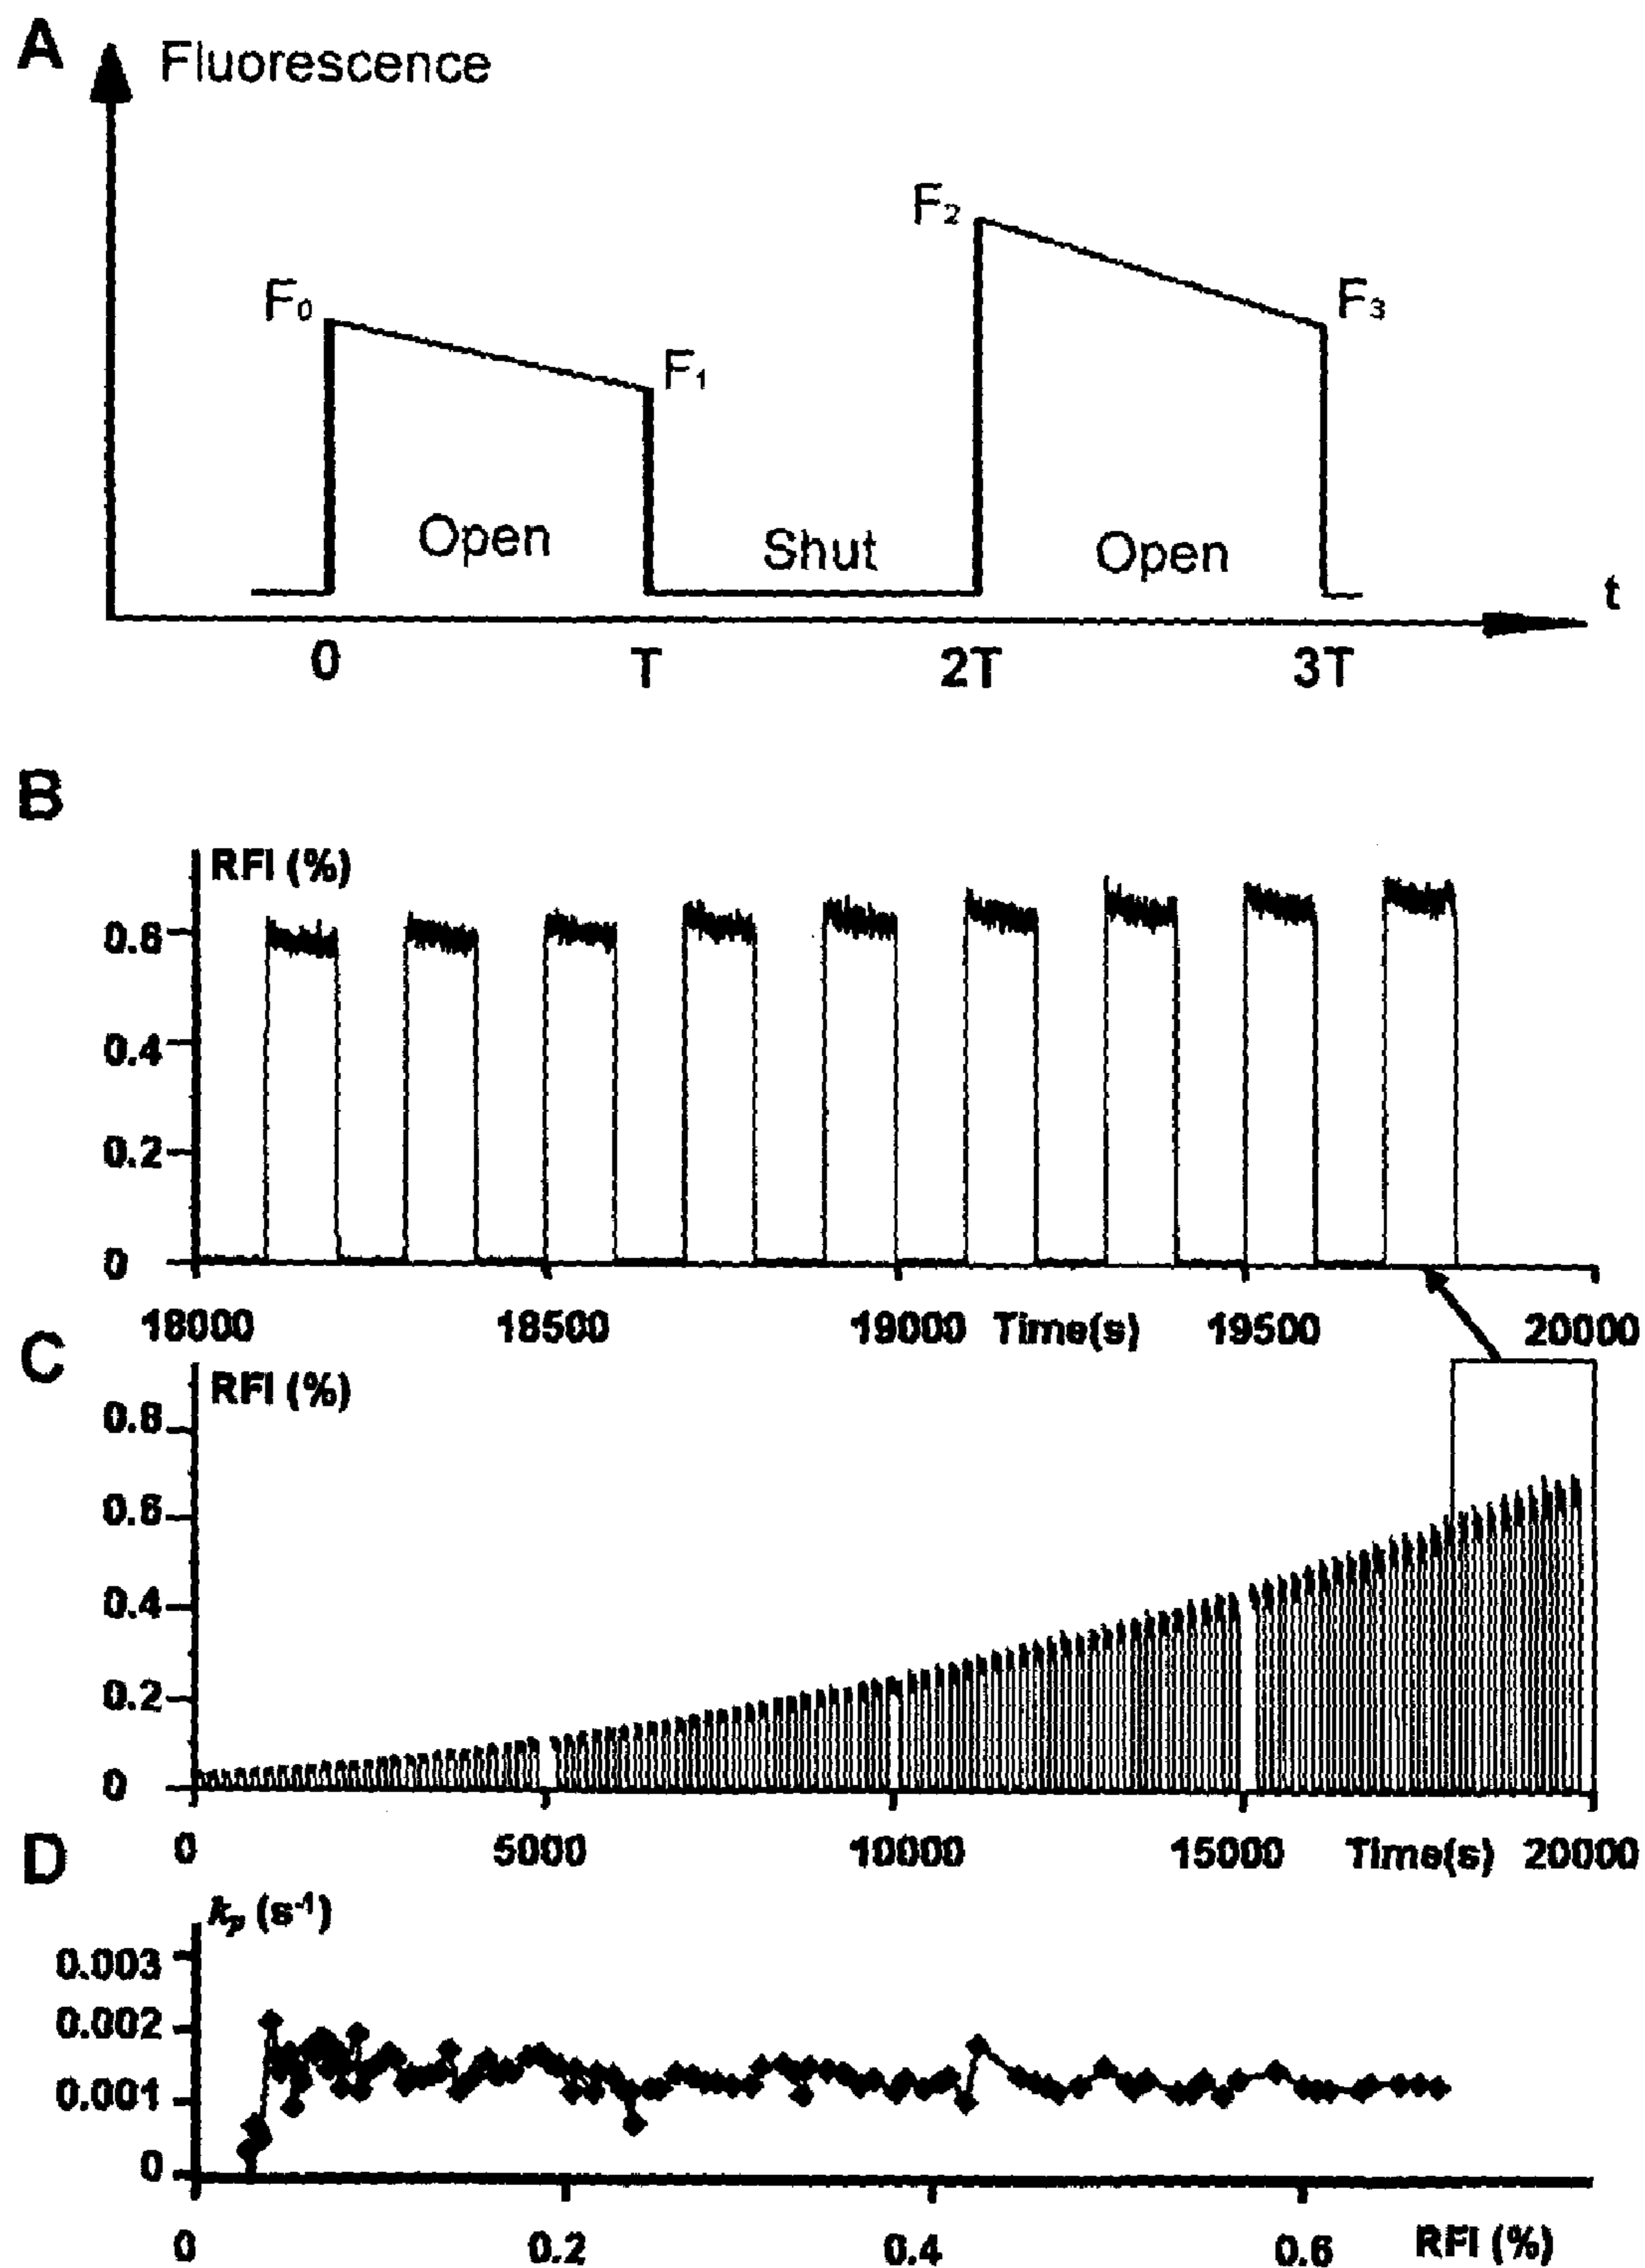 A
Fluorescence
F₂
F₀
F₃
F₁
Open
Shut
Open
t
0 T 2T 3T
B
RFI (%)
0.6
0.4
0.2
0
18000 18500 19000 Time(s) 19500 20000
C
RFI (%)
0.8
0.6
0.4
0.2
0
0 5000 10000 15000 Time(s) 20000
D
kₚ (s⁻¹)
0.003
0.002
0.001
0
0 0.2 0.4 0.6 RFI (%)